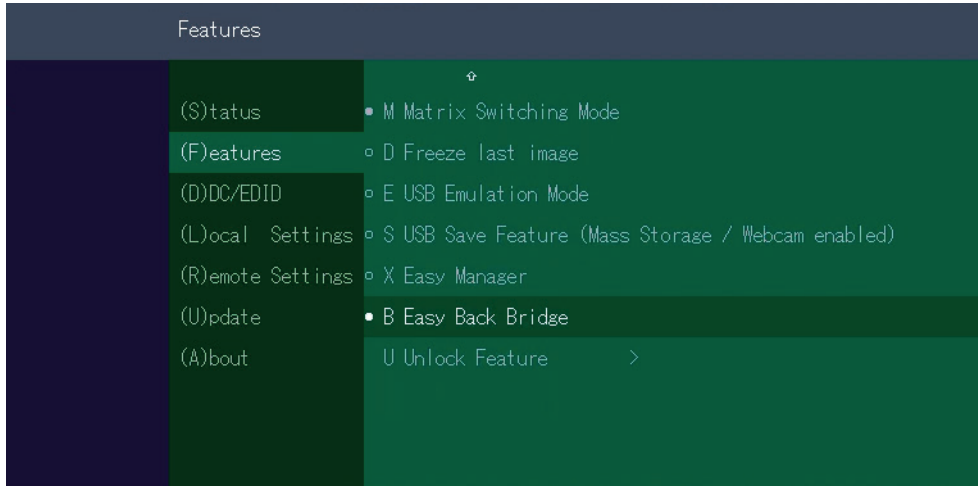 Features
(S)tatus
(F)eatures
(D)DC/EDID
(L)ocal Settings
(R)emote Settings
(U)pdate
(A)bout
M Matrix Switching Mode
D Freeze last image
E USB Emulation Mode
S USB Save Feature (Mass Storage / Webcam enabled)
X Easy Manager
B Easy Back Bridge
U Unlock Feature >